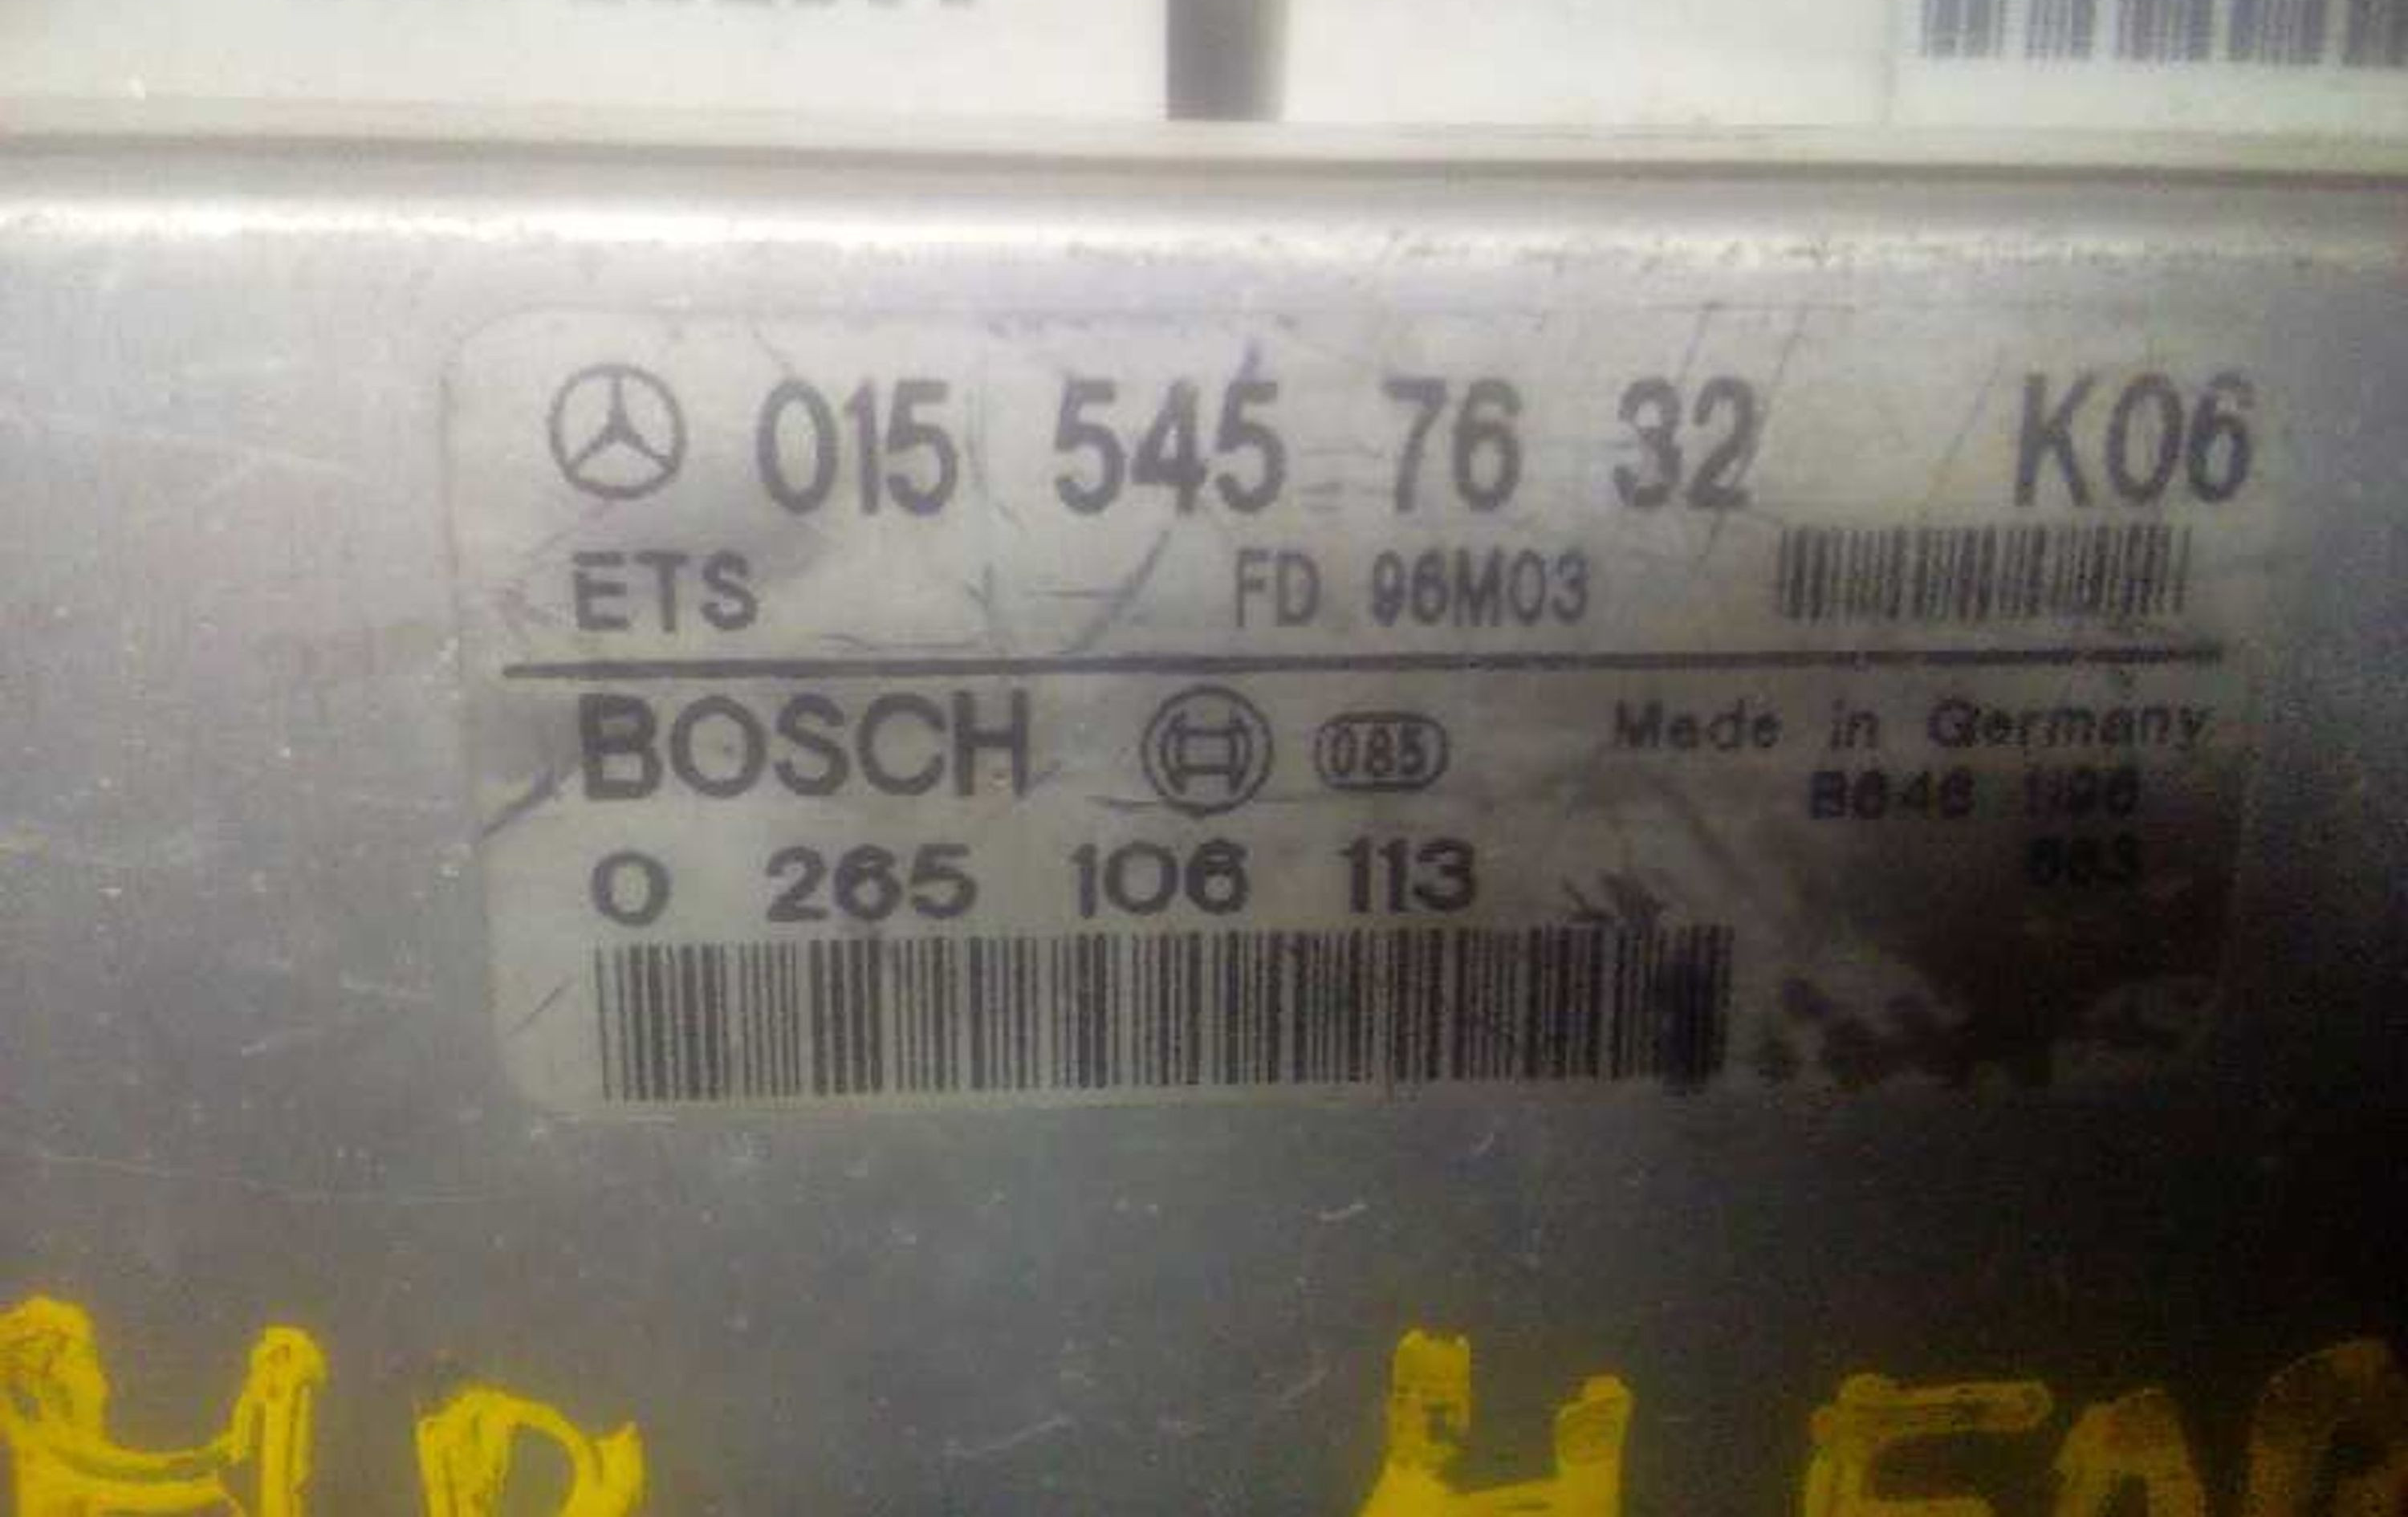 015 545 76 32 K06
ETS FD 96M03
BOSCH 085 Made in Germany
0 265 106 113